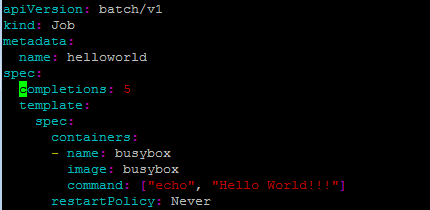 apiVersion: batch/v1
kind: Job
metadata:
  name: helloworld
spec:
  completions: 5
  template:
    spec:
      containers:
      - name: busybox
        image: busybox
        command: ["echo", "Hello World!!!"]
      restartPolicy: Never